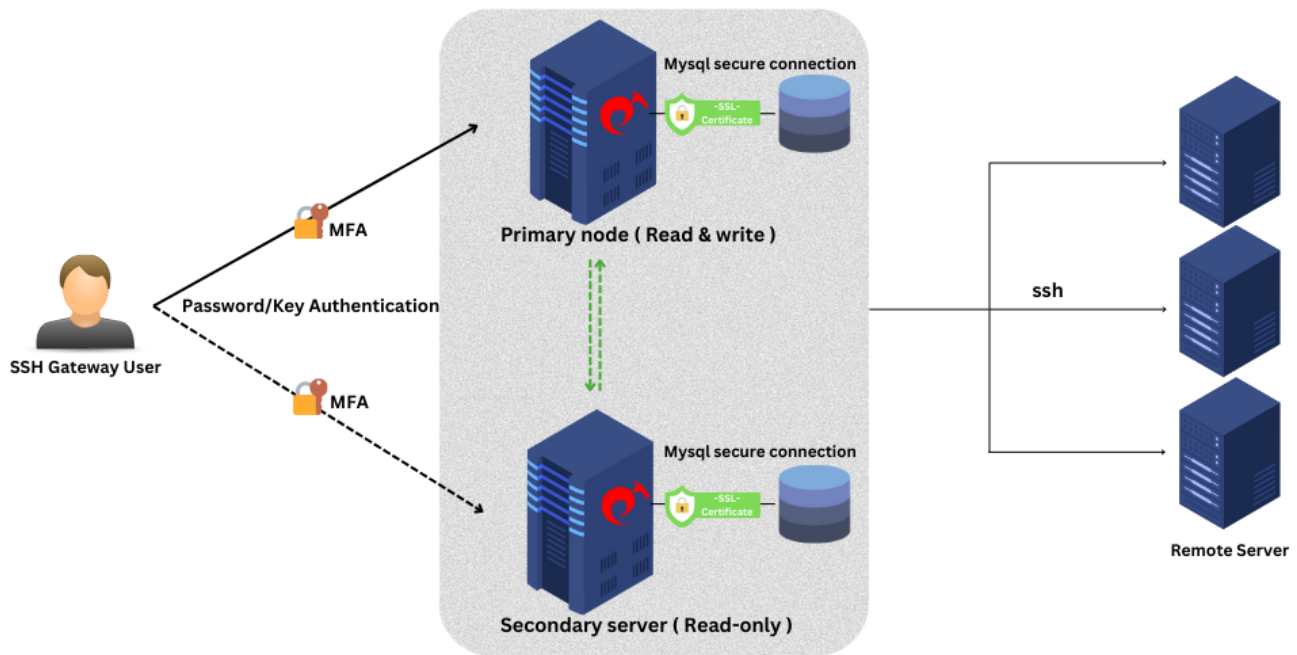 Mysql secure connection
-SSL-
Certificate
Primary node ( Read & write )
MFA
Password/Key Authentication
SSH Gateway User
MFA
ssh
Mysql secure connection
-SSL-
Certificate
Secondary server ( Read-only )
Remote Server